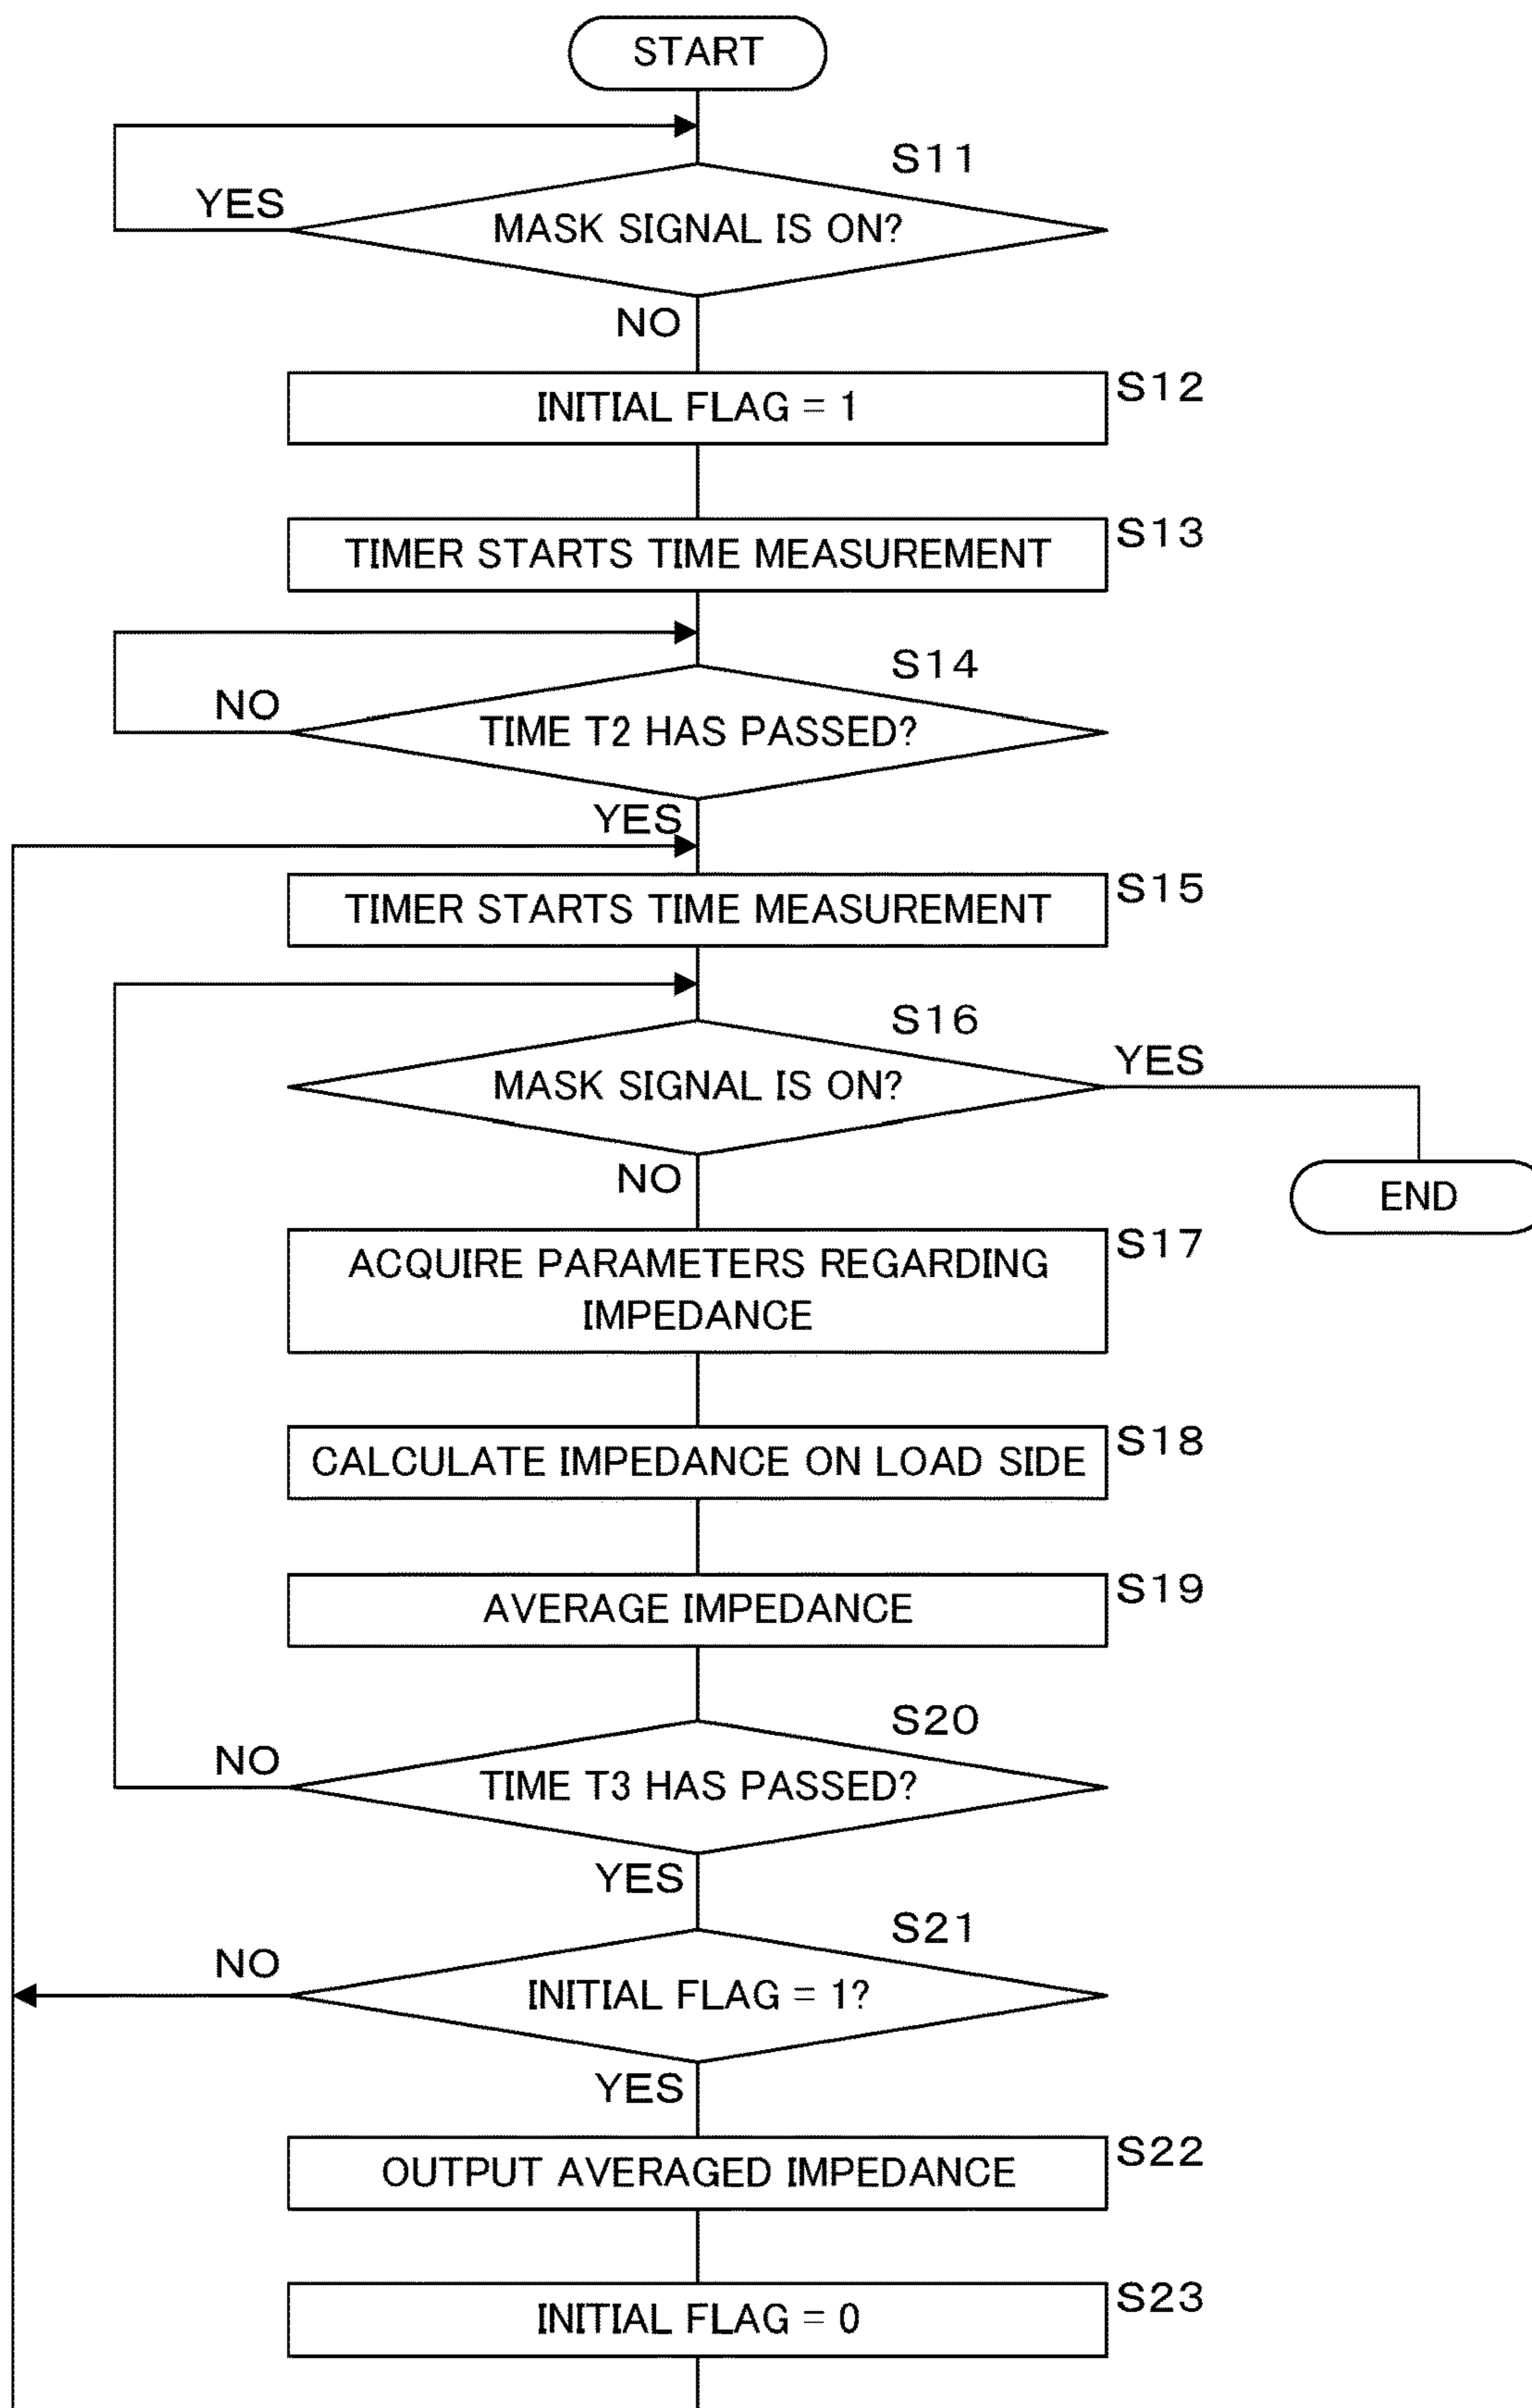 START
S11
YES
MASK SIGNAL IS ON?
NO
S12
INITIAL FLAG = 1
S13
TIMER STARTS TIME MEASUREMENT
S14
NO
TIME T2 HAS PASSED?
YES
S15
TIMER STARTS TIME MEASUREMENT
S16
YES
MASK SIGNAL IS ON?
NO
END
S17
ACQUIRE PARAMETERS REGARDING
IMPEDANCE
S18
CALCULATE IMPEDANCE ON LOAD SIDE
S19
AVERAGE IMPEDANCE
S20
NO
TIME T3 HAS PASSED?
YES
S21
NO
INITIAL FLAG = 1?
YES
S22
OUTPUT AVERAGED IMPEDANCE
S23
INITIAL FLAG = 0